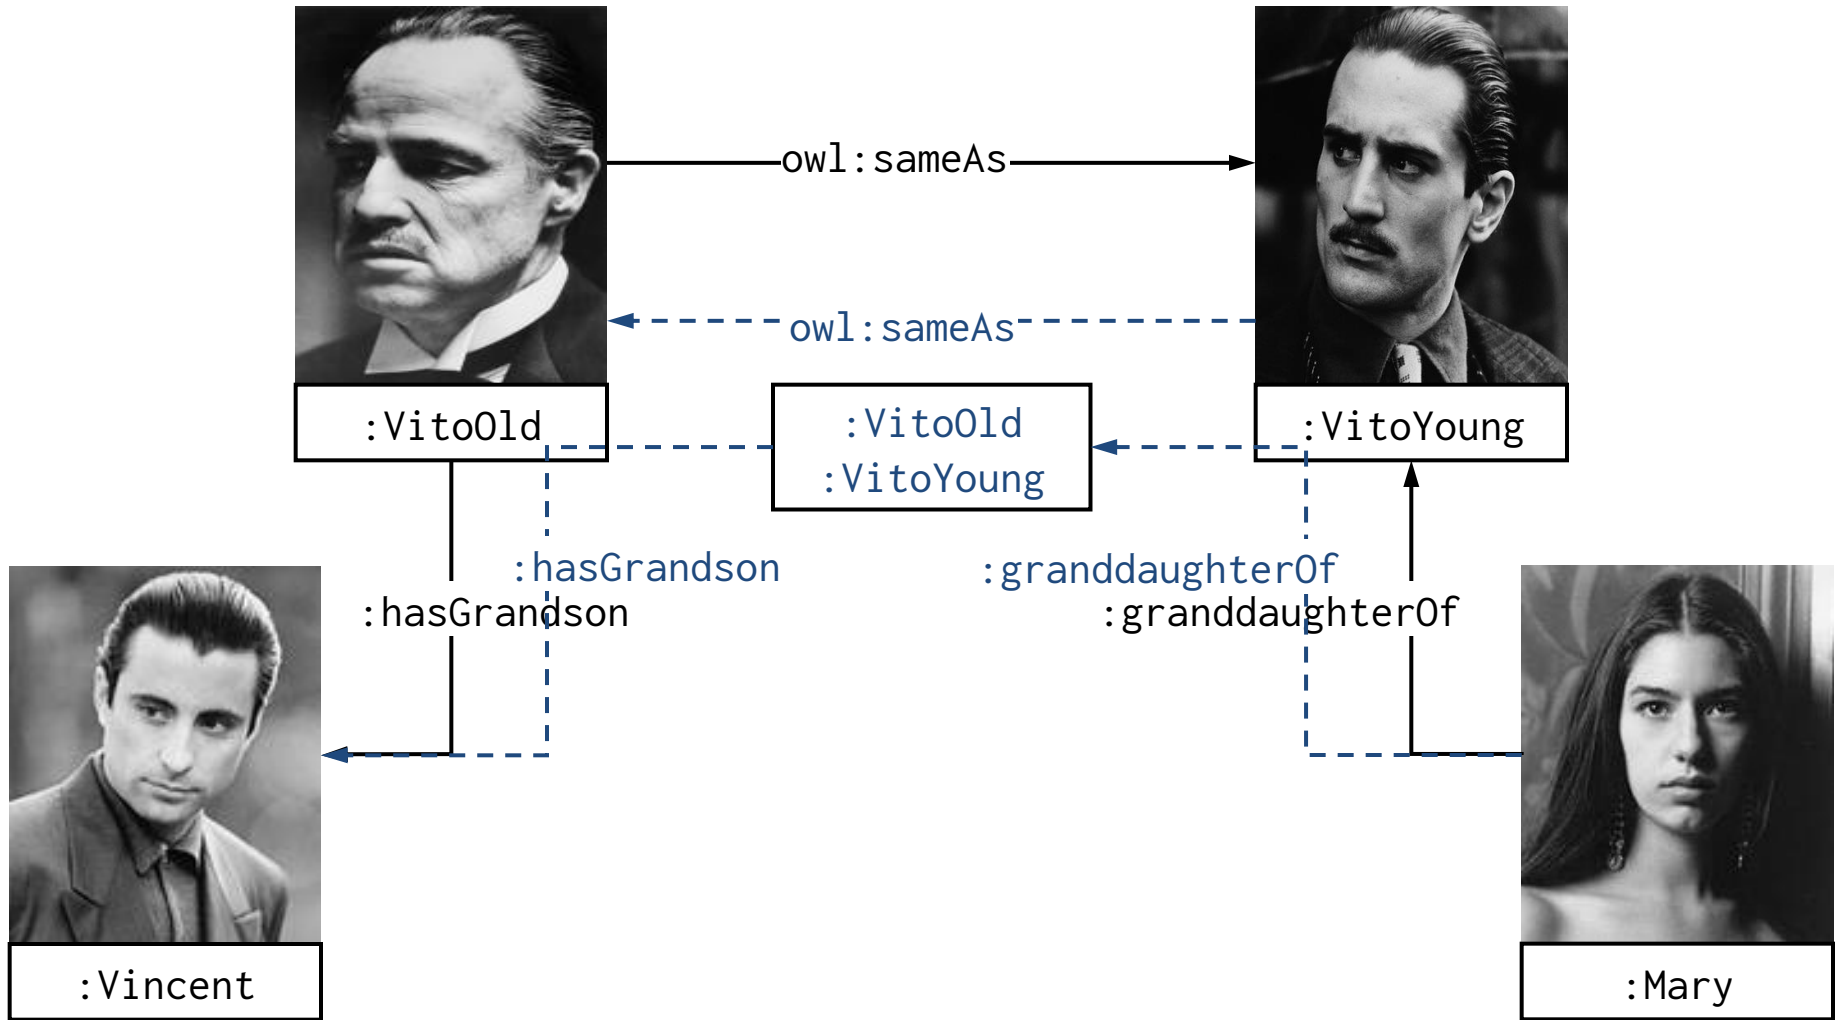 owl:sameAs
owl:sameAs
:VitoOld
:VitoOld
:VitoYoung
:VitoYoung
:hasGrandson
:granddaughterOf
:hasGrandson
:granddaughterOf
:Vincent
:Mary